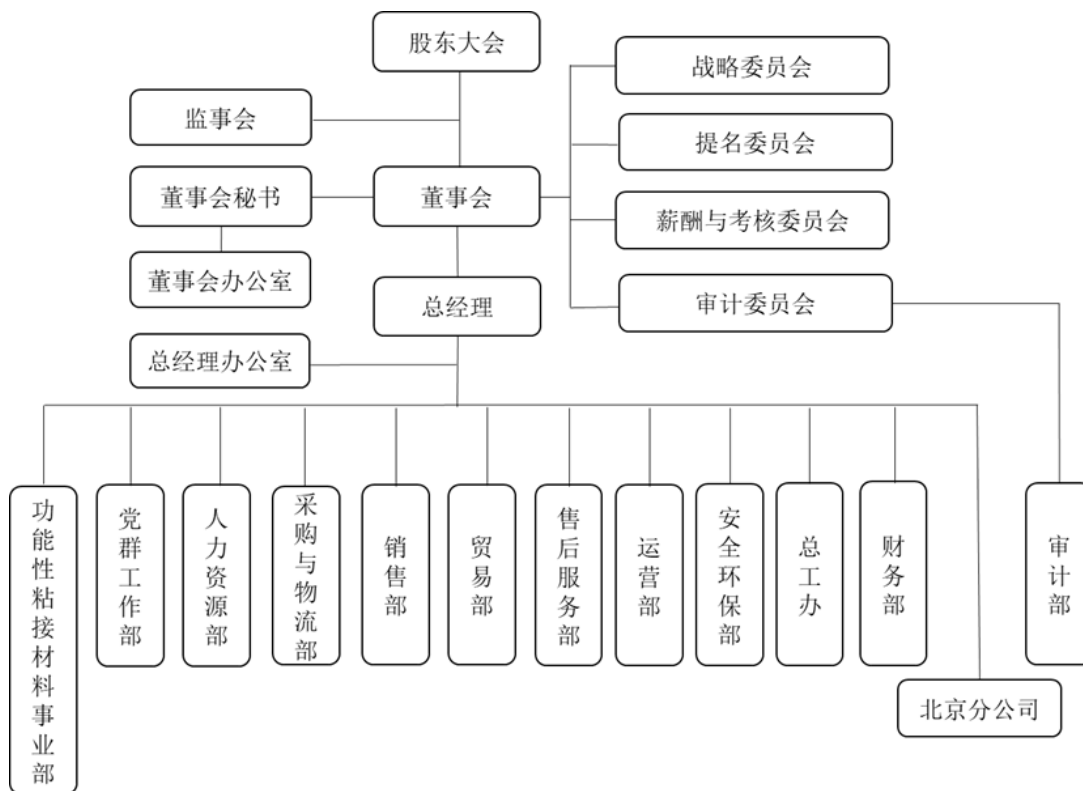 股东大会
战略委员会
监事会
提名委员会
董事会秘书
董事会
薪酬与考核委员会
董事会办公室
总经理
审计委员会
总经理办公室
功能性粘接材料事业部
党群工作部
人力资源部
采购与物流部
销售部
贸易部
售后服务部
运营部
安全环保部
总工办
财务部
审计部
北京分公司